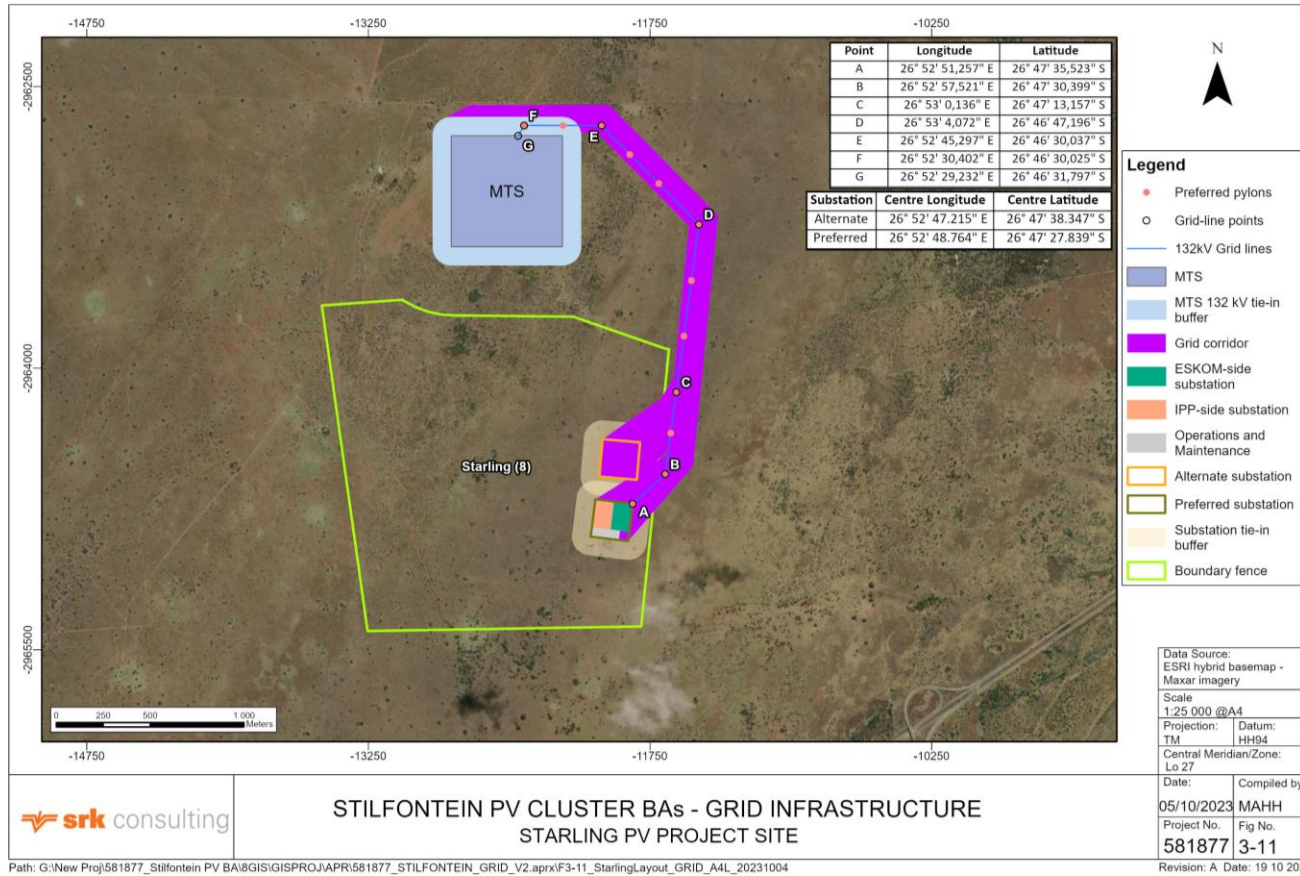 -14750 -13250 -11750 -10250
-2962500
-2964000
-2965500
Point Longitude Latitude
A 26° 52' 51,257" E 26° 47' 35,523" S
B 26° 52' 57,521" E 26° 47' 30,399" S
C 26° 53' 0,136" E 26° 47' 13,157" S
D 26° 53' 4,072" E 26° 46' 47,196" S
E 26° 52' 45,297" E 26° 46' 30,037" S
F 26° 52' 30,402" E 26° 46' 30,025" S
G 26° 52' 29,232" E 26° 46' 31,797" S
Substation Centre Longitude Centre Latitude
Alternate 26° 52' 47.215" E 26° 47' 38.347" S
Preferred 26° 52' 48.764" E 26° 47' 27.839" S
F
E
G
MTS
D
C
B
Starling (8)
A
0 250 500 1 000
Meters
-14750 -13250 -11750 -10250
N
Legend
Preferred pylons
Grid-line points
132kV Grid lines
MTS
MTS 132 kV tie-in
buffer
Grid corridor
ESKOM-side
substation
IPP-side substation
Operations and
Maintenance
Alternate substation
Preferred substation
Substation tie-in
buffer
Boundary fence
Data Source:
ESRI hybrid basemap -
Maxar imagery
Scale
1:25 000 @A4
Projection: Datum:
TM HH94
Central Meridian/Zone:
Lo 27
Date: Compiled by
05/10/2023 MAHH
Project No. Fig No.
581877 3-11
srk consulting
STILFONTEIN PV CLUSTER BAs - GRID INFRASTRUCTURE
STARLING PV PROJECT SITE
Path: G:\New Proj\581877_Stilfontein PV BA\8GIS\GISPROJ\APR\581877_STILFONTEIN_GRID_V2.aprx\F3-11_StarlingLayout_GRID_A4L_20231004
Revision: A Date: 19 10 202